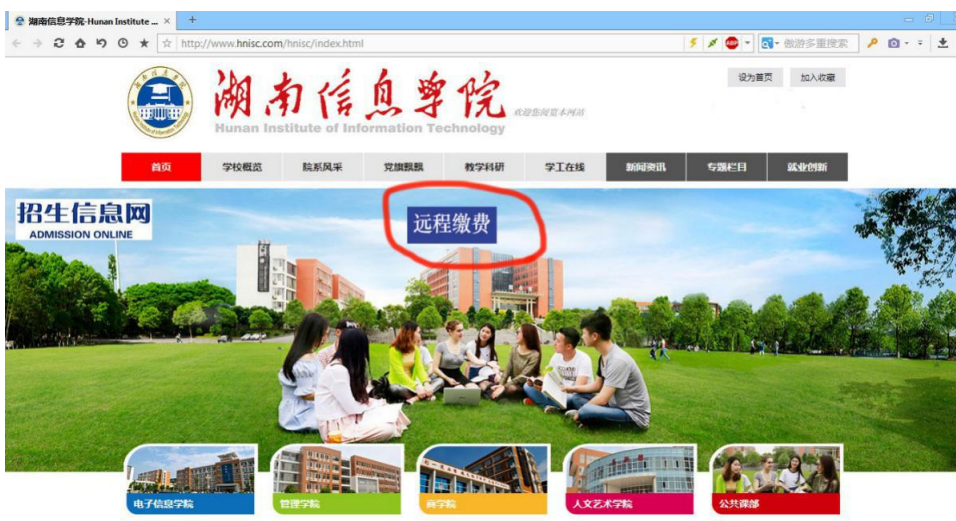 湖南信息学院-Hunan Institute ...
http://www.hnisc.com/hnisc/index.html
ABP
傲游多重搜索
湖南信息学院
Hunan Institute of Information Technology
欢迎您浏览本网站
设为首页 加入收藏
首页 学校概览 院系风采 党旗飘飘 教学科研 学工在线 新闻资讯 专题栏目 就业创新
招生信息网
ADMISSION ONLINE
远程缴费
电子信息学院 管理学院 商学院 人文艺术学院 公共课部